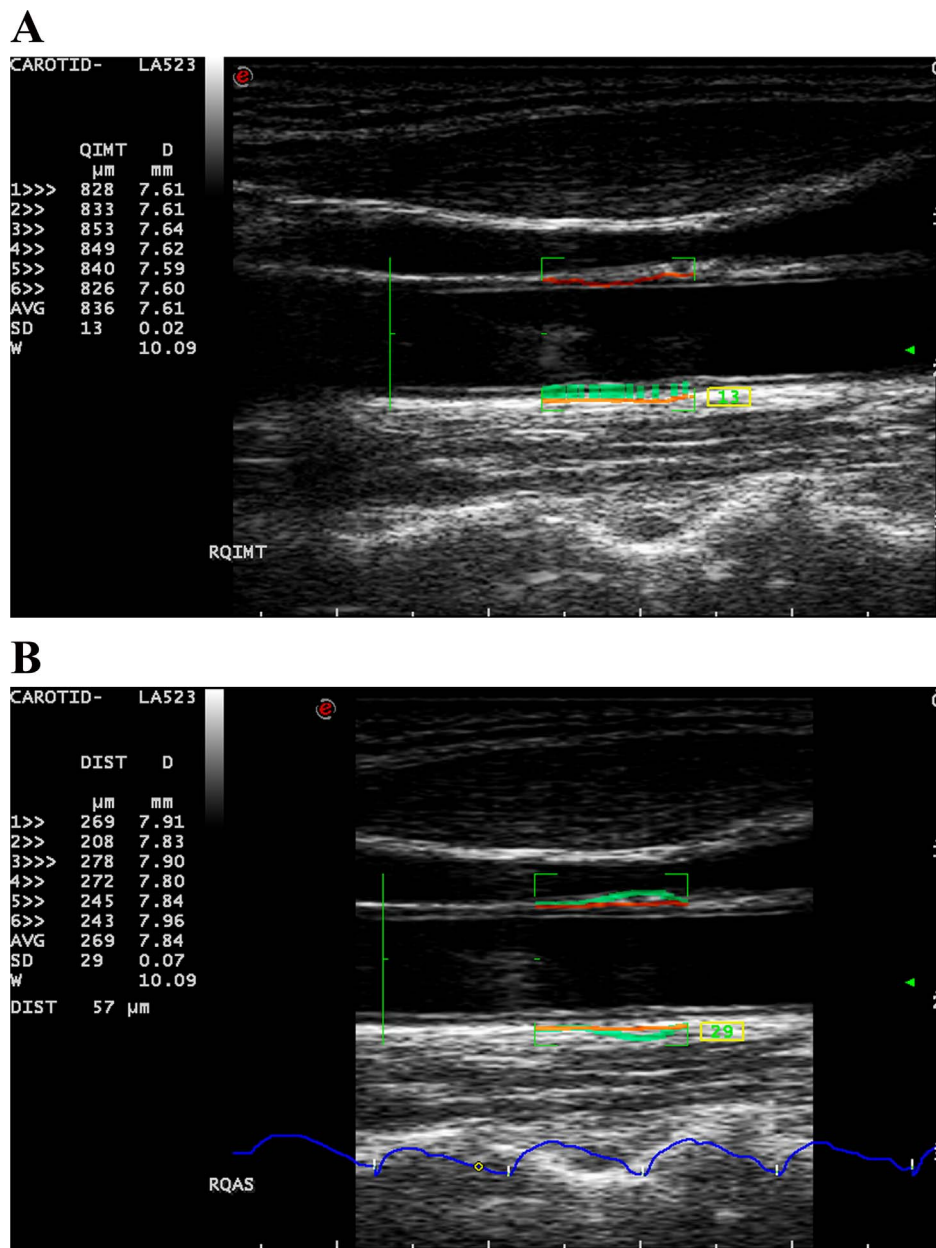 A
CAROTID- LA523
e
QIMT D
µm mm
1>>> 828 7.61
2>> 833 7.61
3>> 853 7.64
4>> 849 7.62
5>> 840 7.59
6>> 826 7.60
AVG 836 7.61
SD 13 0.02
W 10.09
13
RQIMT
B
CAROTID- LA523
e
DIST D
µm mm
1>> 269 7.91
2>> 208 7.83
3>>> 278 7.90
4>> 272 7.80
5>> 245 7.84
6>> 243 7.96
AVG 269 7.84
SD 29 0.07
W 10.09
DIST 57 µm
29
RQAS